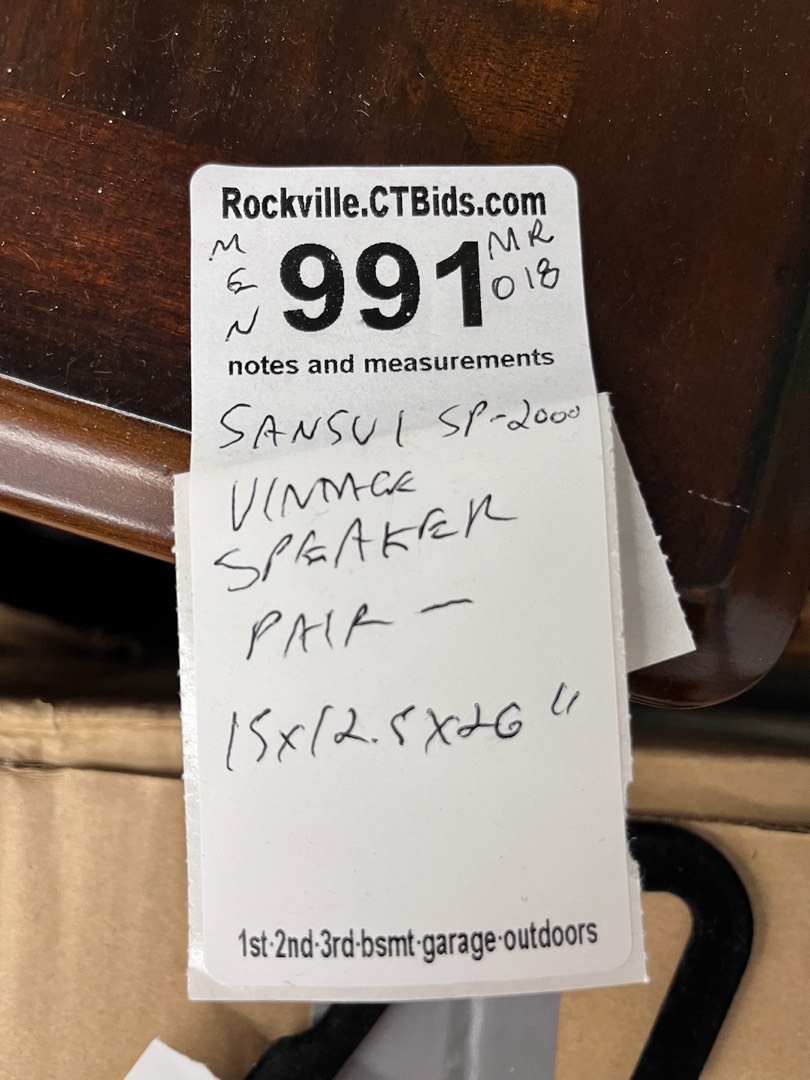 Rockville.CTBids.com
MEN 991 MR 018
notes and measurements
SANSUI SP-2000
VINTAGE
SPEAKER
PAIR —
15x12.5x26"
1st·2nd·3rd·bsmt·garage·outdoors